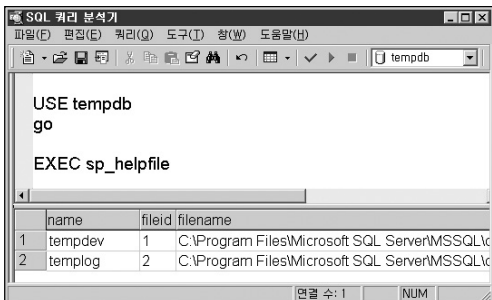 SQL 쿼리 분석기
파일(F) 편집(E) 쿼리(Q) 도구(T) 창(W) 도움말(H)
tempdb
USE tempdb
go
EXEC sp_helpfile
name fileid filename
1 tempdev 1 C:\Program Files\Microsoft SQL Server\MSSQL\
2 templog 2 C:\Program Files\Microsoft SQL Server\MSSQL\
연결 수: 1 NUM